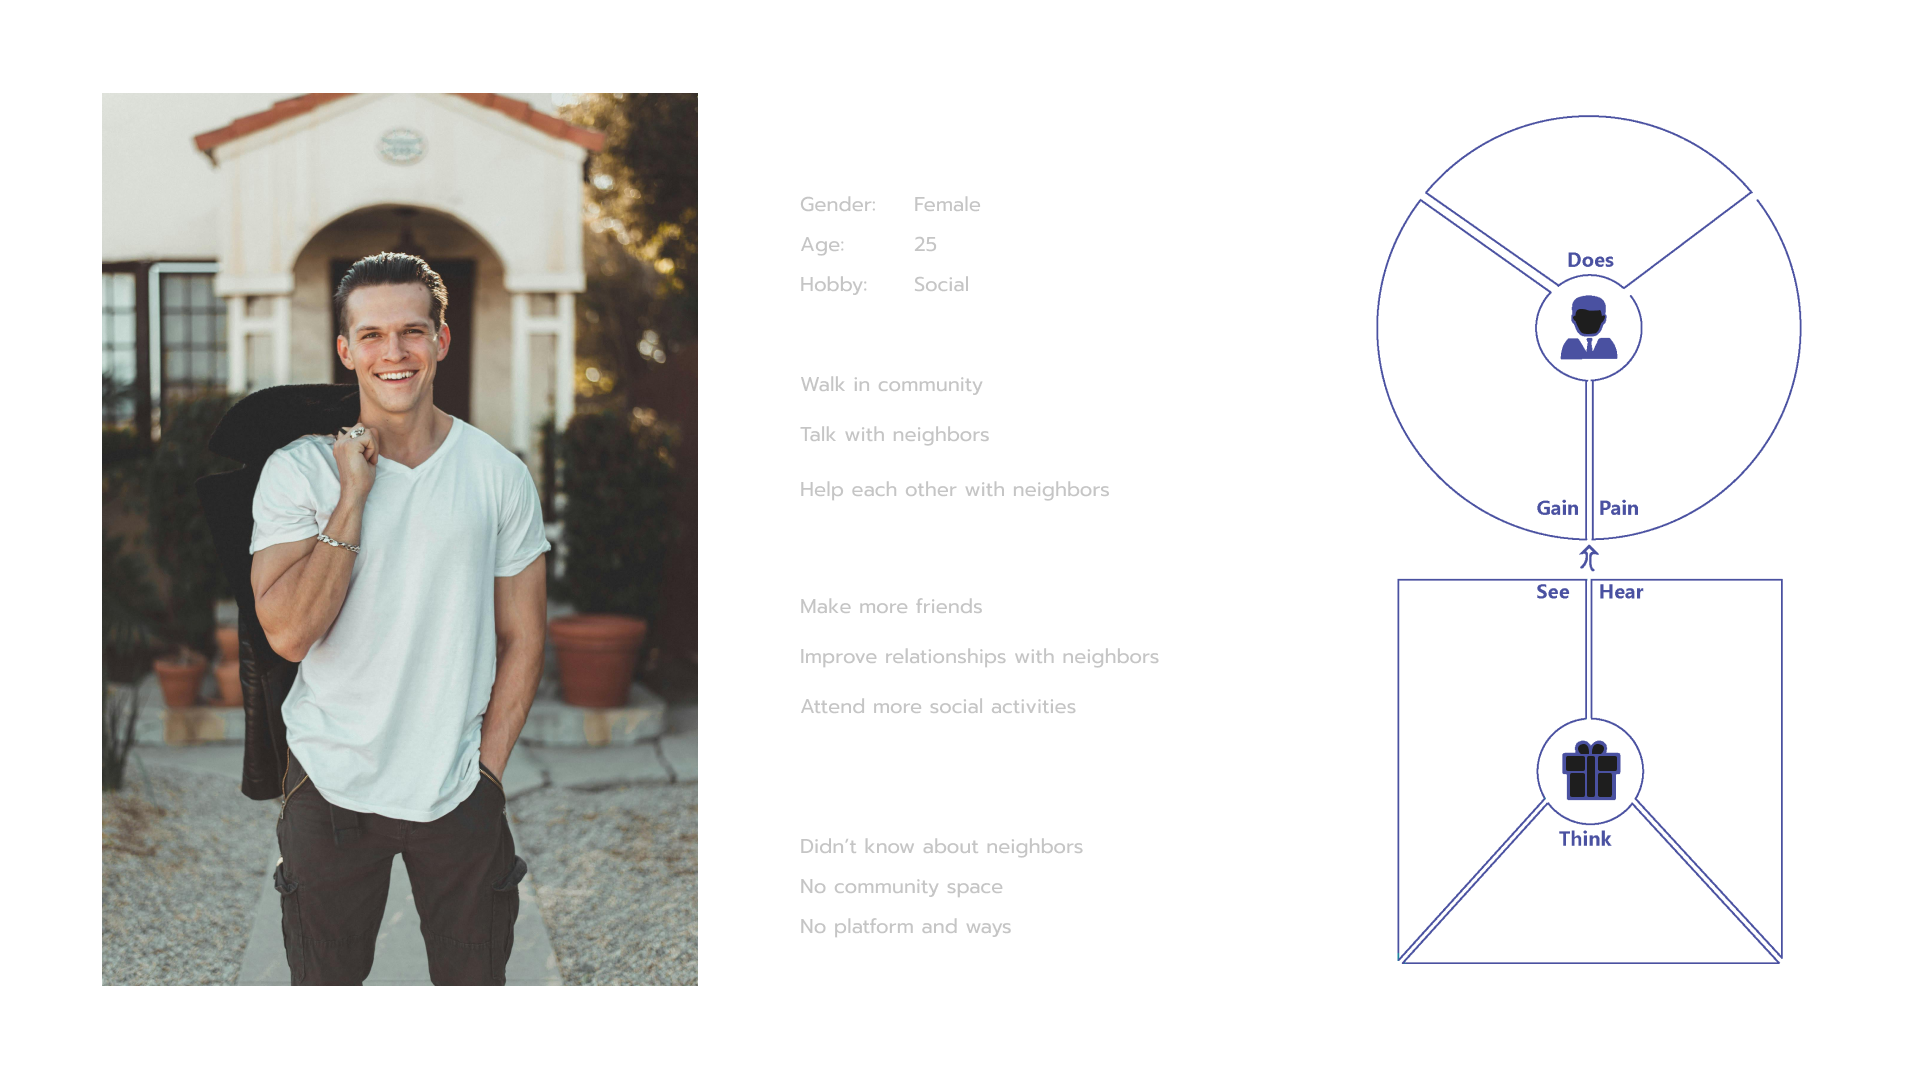 Gender: Female
Age: 25
Hobby: Social
Walk in community
Talk with neighbors
Help each other with neighbors
Make more friends
Improve relationships with neighbors
Attend more social activities
Didn’t know about neighbors
No community space
No platform and ways
Does
Gain Pain
See Hear
Think